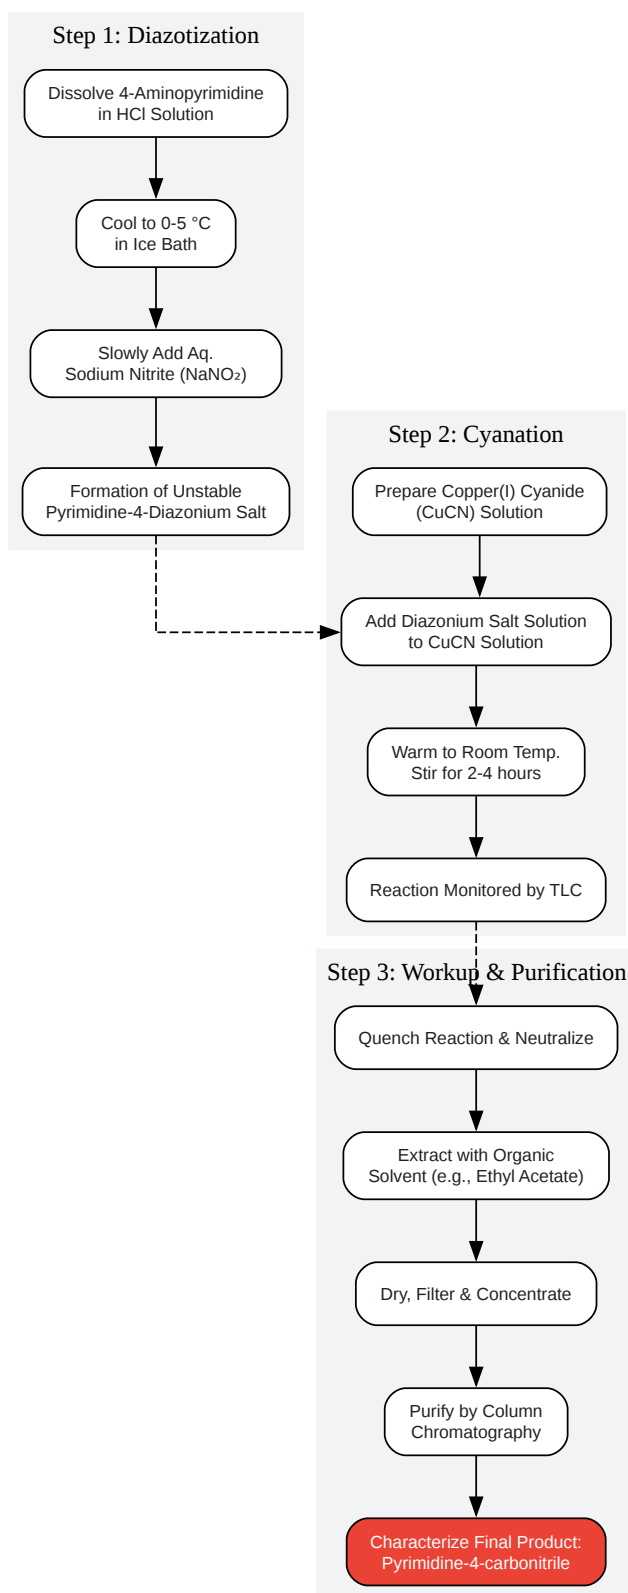 Step 1: Diazotization
Dissolve 4-Aminopyrimidine
in HCl Solution
Cool to 0-5 °C
in Ice Bath
Slowly Add Aq.
Sodium Nitrite (NaNO₂)
Formation of Unstable
Pyrimidine-4-Diazonium Salt
Step 2: Cyanation
Prepare Copper(I) Cyanide
(CuCN) Solution
Add Diazonium Salt Solution
to CuCN Solution
Warm to Room Temp.
Stir for 2-4 hours
Reaction Monitored by TLC
Step 3: Workup & Purification
Quench Reaction & Neutralize
Extract with Organic
Solvent (e.g., Ethyl Acetate)
Dry, Filter & Concentrate
Purify by Column
Chromatography
Characterize Final Product:
Pyrimidine-4-carbonitrile